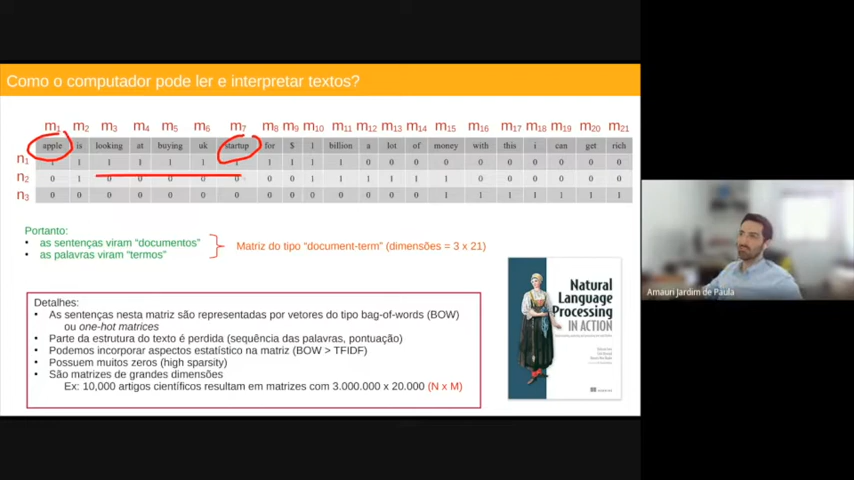 Como o computador pode ler e interpretar textos?
m1 m2 m3 m4 m5 m6 m7 m8 m9 m10 m11 m12 m13 m14 m15 m16 m17 m18 m19 m20 m21
apple is looking at buying uk startup for $ 1 billion a lot of money with this i can get rich
n1 1 1 1 1 1 1 1 1 1 1 1 0 0 0 0 0 0 0 0 0 0
n2 0 1 0 0 0 0 0 0 0 1 1 1 1 1 1 0 0 0 0 0 0
n3 0 0 0 0 0 0 0 0 0 0 0 0 0 0 1 1 1 1 1 1 1
Portanto:
• as sentenças viram “documentos”
• as palavras viram “termos”
Matriz do tipo “document-term” (dimensões = 3 x 21)
Detalhes:
• As sentenças nesta matriz são representadas por vetores do tipo bag-of-words (BOW)
ou one-hot matrices
• Parte da estrutura do texto é perdida (sequência das palavras, pontuação)
• Podemos incorporar aspectos estatístico na matriz (BOW > TFIDF)
• Possuem muitos zeros (high sparsity)
• São matrizes de grandes dimensões
Ex: 10,000 artigos científicos resultam em matrizes com 3.000.000 x 20.000 (N x M)
Natural
Language
Processing
IN ACTION
Amauri Jardim de Paula